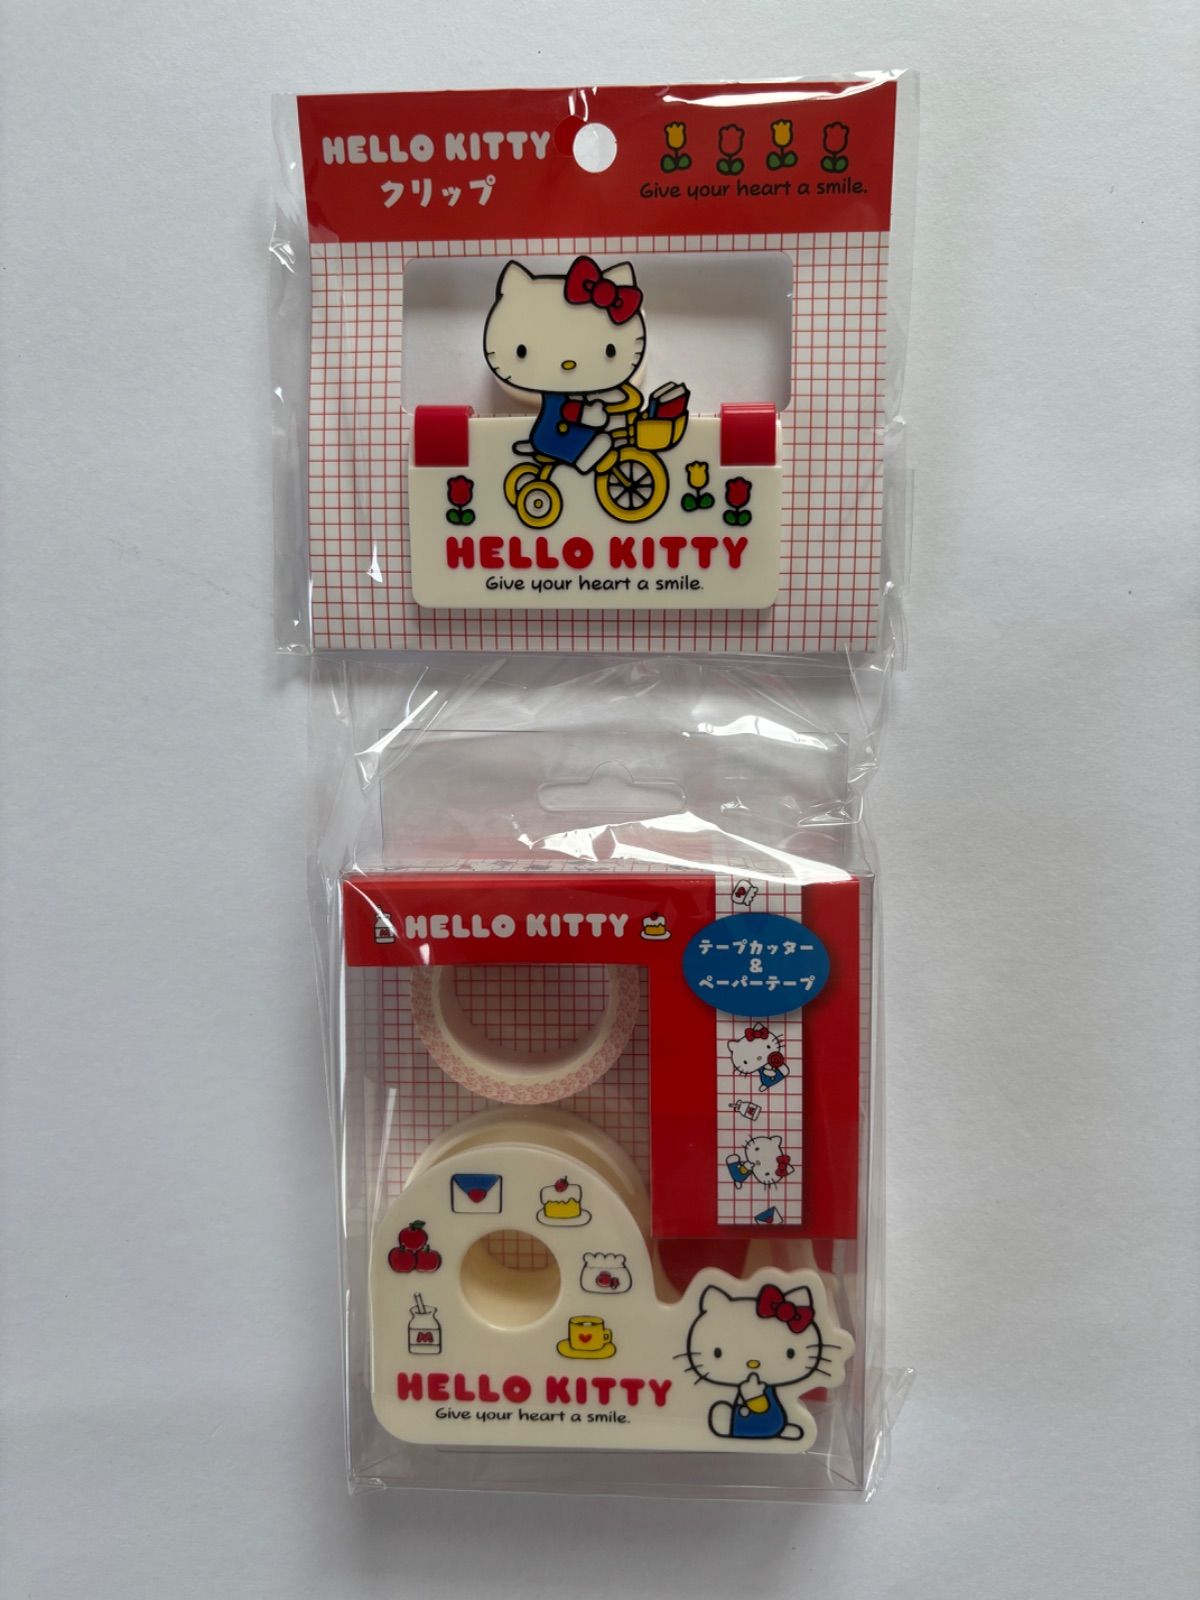 HELLO KITTY
クリップ
Give your heart a smile.
HELLO KITTY
Give your heart a smile.
HELLO KITTY
テープカッター
&
ペーパーテープ
M
M
M
HELLO KITTY
Give your heart a smile.